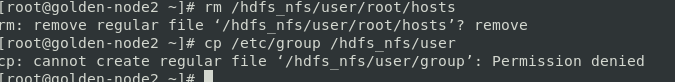 [root@golden-node2 ~]# rm /hdfs_nfs/user/root/hosts
rm: remove regular file ‘/hdfs_nfs/user/root/hosts’? remove
[root@golden-node2 ~]# cp /etc/group /hdfs_nfs/user
cp: cannot create regular file ‘/hdfs_nfs/user/group’: Permission denied
[root@golden-node2 ~]#